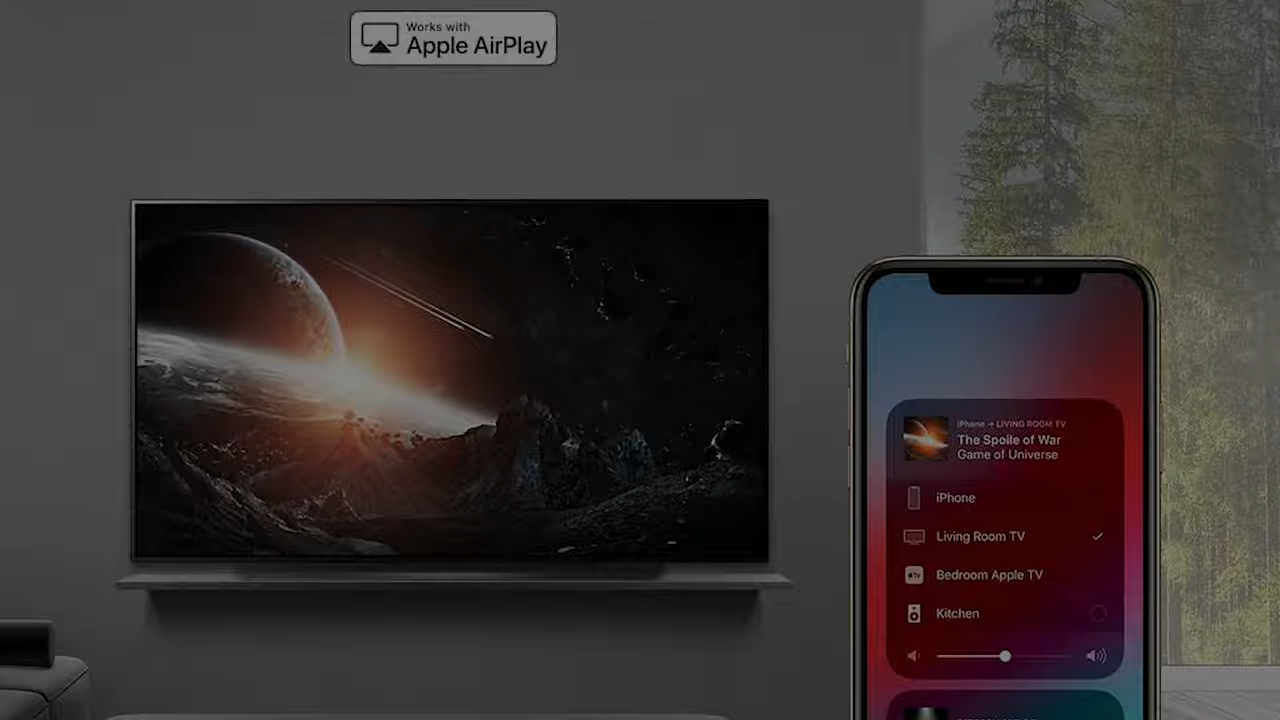 Works with
Apple AirPlay
iPhone → LIVING ROOM TV
The Spoile of War
Game of Universe
iPhone
Living Room TV
Bedroom Apple TV
tv
Kitchen